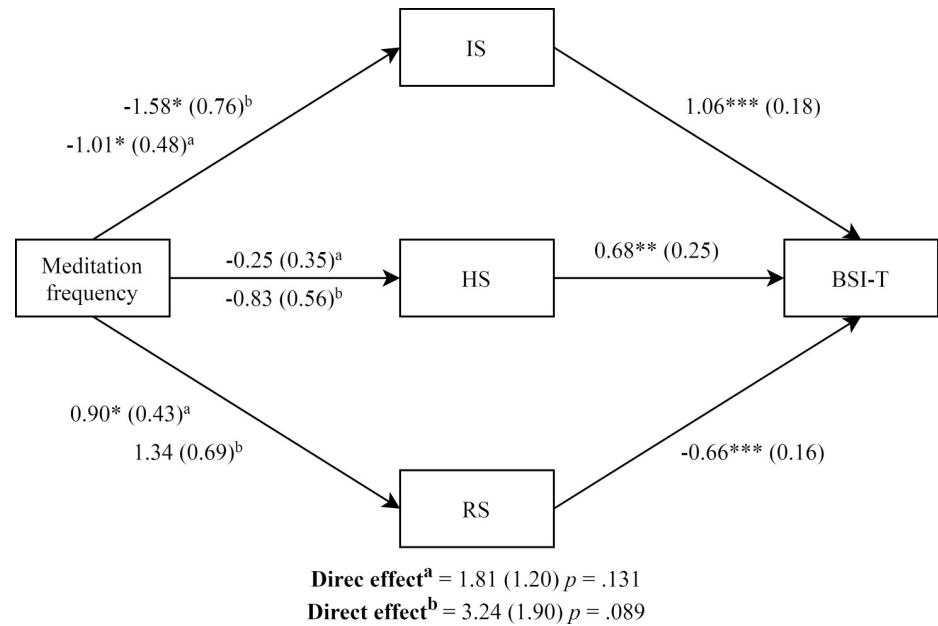 IS
-1.58* (0.76)ᵇ
1.06*** (0.18)
-1.01* (0.48)ᵃ
Meditation
frequency
-0.25 (0.35)ᵃ
-0.83 (0.56)ᵇ
HS
0.68** (0.25)
BSI-T
0.90* (0.43)ᵃ
1.34 (0.69)ᵇ
-0.66*** (0.16)
RS
Direc effectᵃ = 1.81 (1.20) p = .131
Direct effectᵇ = 3.24 (1.90) p = .089